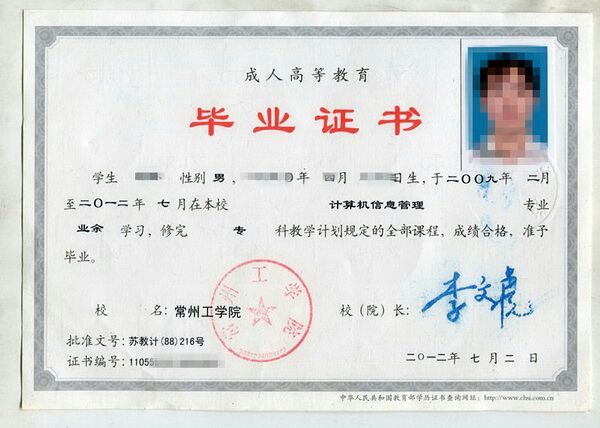 成人高等教育
毕业证书
学生 性别 男， 年 四月 日生，于二〇〇九年 二月
至二〇一二年 七月在本校 计算机信息管理 专业
业余 学习，修完 专 科教学计划规定的全部课程，成绩合格，准予
毕业。
校 名：常州工学院 校（院）长：李文虎
批准文号：苏教计(88)216号
证书编号：11055
二〇一二年 七月 二 日
常州工学院
中华人民共和国教育部学历证书查询网址：http://www.chsi.com.cn